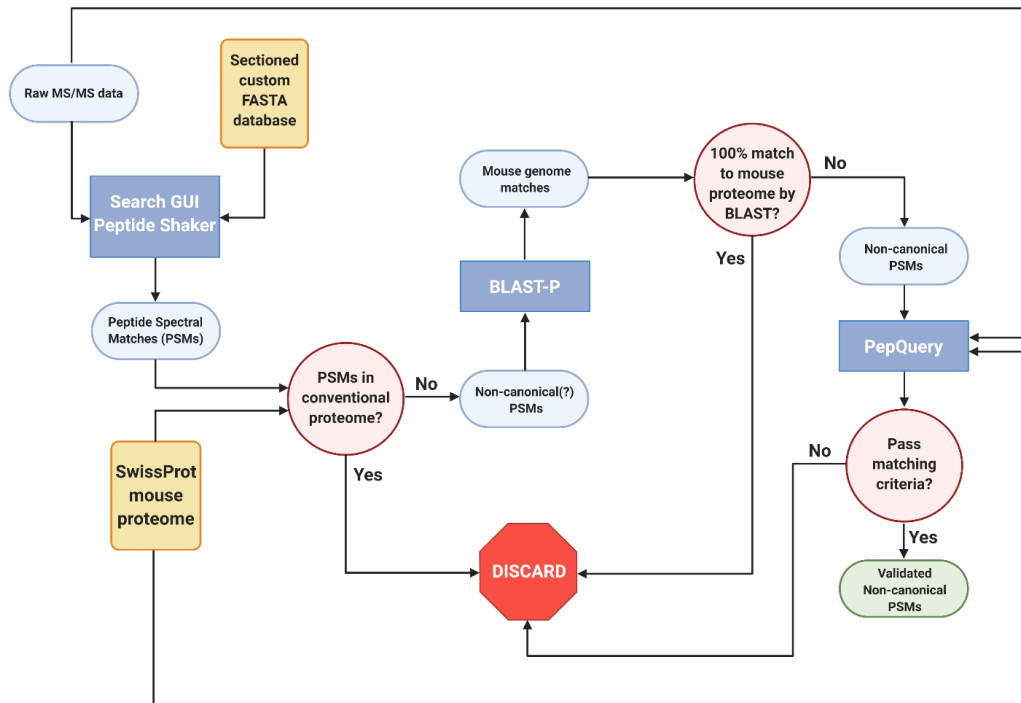 Raw MS/MS data
Sectioned
custom
FASTA
database
Search GUI
Peptide Shaker
Peptide Spectral
Matches (PSMs)
SwissProt
mouse
proteome
PSMs in
conventional
proteome?
No
Yes
Non-canonical(?)
PSMs
BLAST-P
Mouse genome
matches
100% match
to mouse
proteome by
BLAST?
No
Yes
Non-canonical
PSMs
PepQuery
Pass
matching
criteria?
No
Yes
DISCARD
Validated
Non-canonical
PSMs